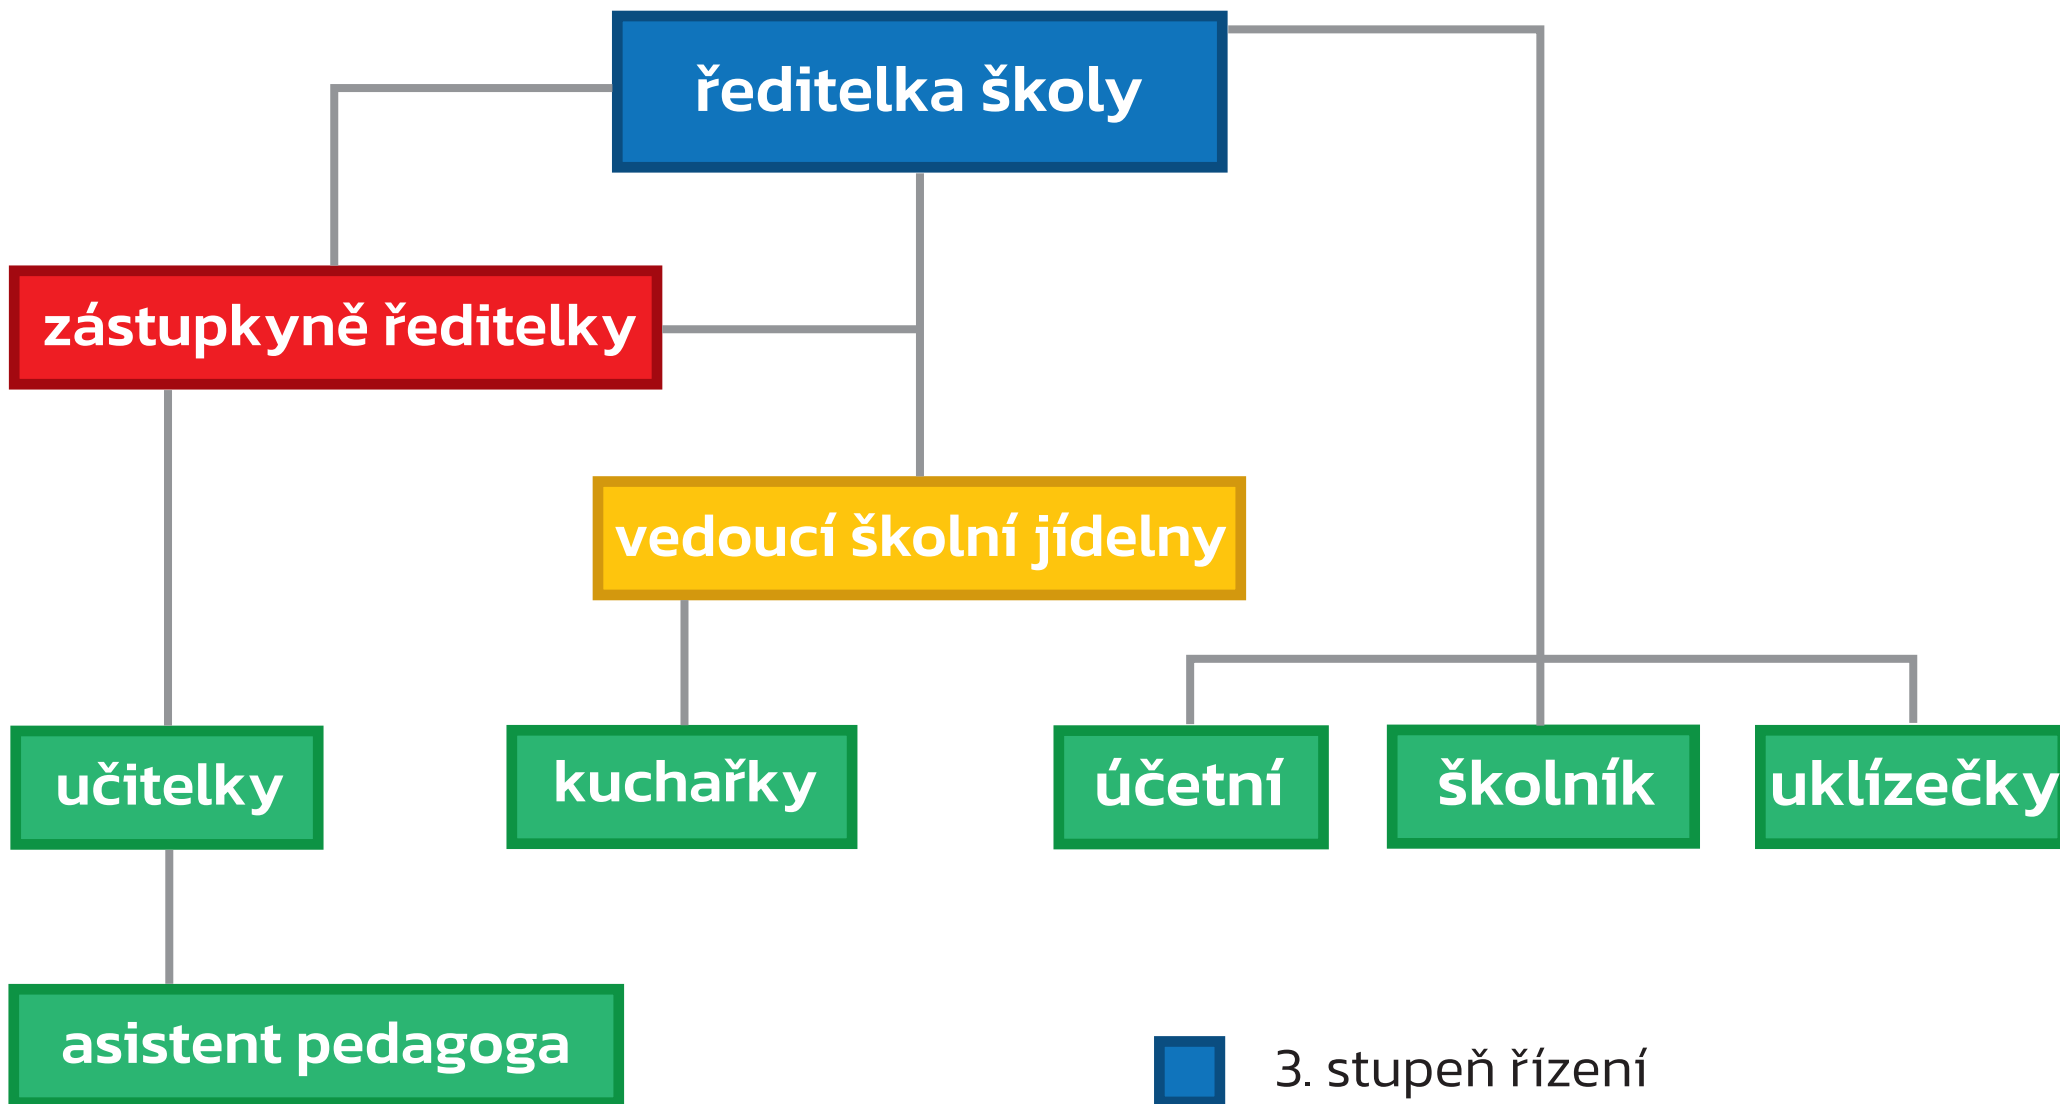 ředitelka školy
zástupkyně ředitelky
vedoucí školní jídelny
učitelky
kuchařky
účetní
školník
uklízečky
asistent pedagoga
3. stupeň řízení